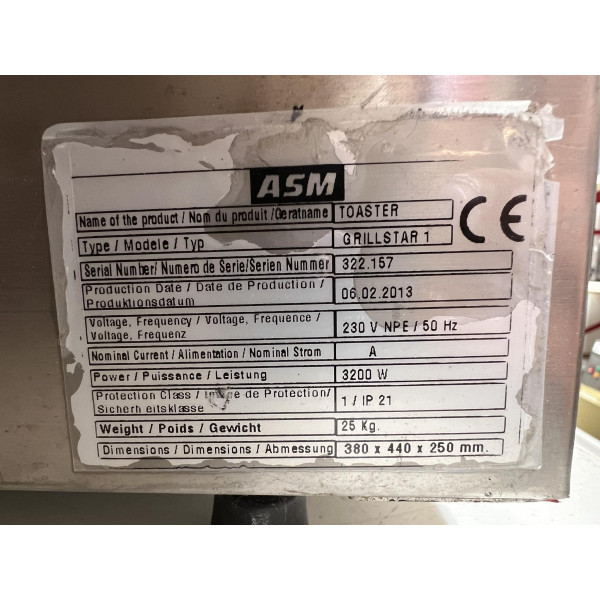 ASM
Name of the product / Nom du produit /Geratname TOASTER
CE
Type / Modele / Typ GRILLSTAR 1
Serial Number/ Numero de Serie/Serien Nummer 322.157
Production Date / Date de Production /
Produktionsdatum 06.02.2013
Voltage, Frequency / Voltage, Frequence /
Voltage, Frequenz 230 V NPE / 50 Hz
Nominal Current / Alimentation / Nominal Strom A
Power / Puissance / Leistung 3200 W
Protection Class / de Protection/
Sicherh eitsklasse 1 / IP 21
Weight / Poids / Gewicht 25 Kg.
Dimensions / Dimensions / Abmessung 380 x 440 x 250 mm.